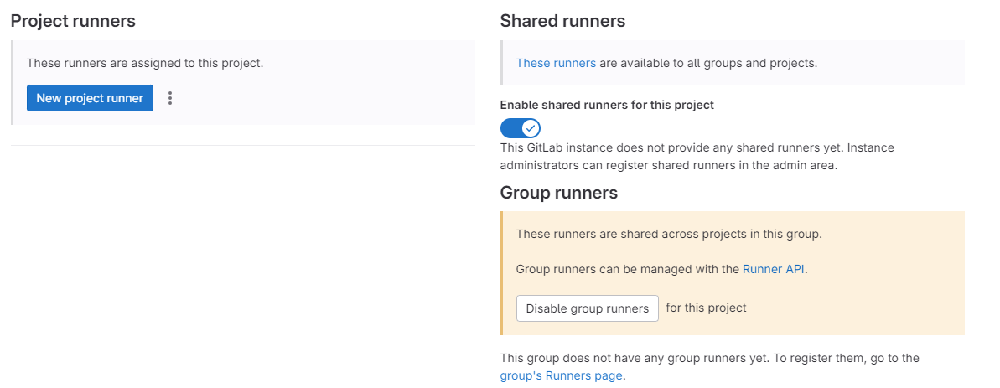 Project runners
These runners are assigned to this project.
New project runner
Shared runners
These runners are available to all groups and projects.
Enable shared runners for this project
This GitLab instance does not provide any shared runners yet. Instance
administrators can register shared runners in the admin area.
Group runners
These runners are shared across projects in this group.
Group runners can be managed with the Runner API.
Disable group runners for this project
This group does not have any group runners yet. To register them, go to the
group's Runners page.